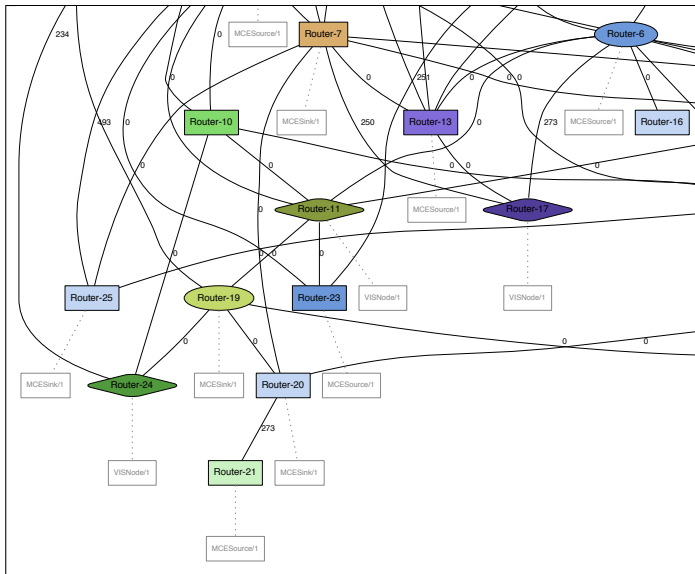 234
0
MCESource/1
Router-7
Router-6
0
0
251
0
0
0
0
493
0
Router-10
MCESink/1
250
Router-13
0
273
MCESource/1
Router-16
0
0
0
0
0
Router-11
MCESource/1
Router-17
0
0
0
0
Router-25
Router-19
Router-23
VISNode/1
VISNode/1
0
0
0
0
MCESink/1
Router-24
MCESink/1
Router-20
MCESource/1
273
VISNode/1
Router-21
MCESink/1
MCESource/1